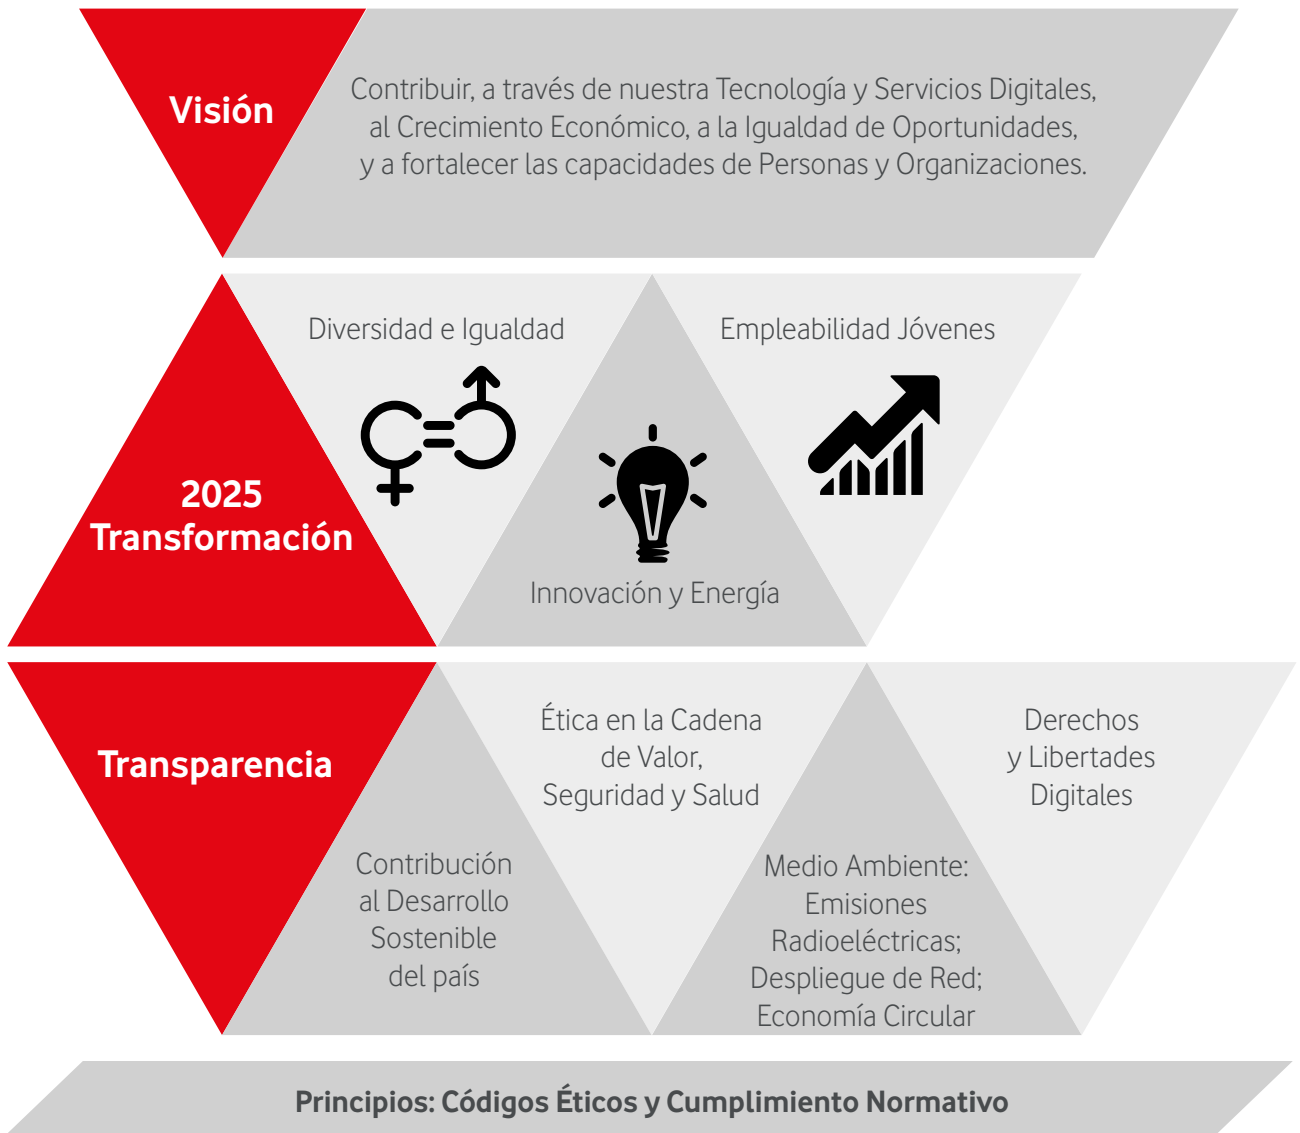 Visión
Contribuir, a través de nuestra Tecnología y Servicios Digitales,
al Crecimiento Económico, a la Igualdad de Oportunidades,
y a fortalecer las capacidades de Personas y Organizaciones.
2025
Transformación
Diversidad e Igualdad
Innovación y Energía
Empleabilidad Jóvenes
Transparencia
Contribución
al Desarrollo
Sostenible
del país
Ética en la Cadena
de Valor,
Seguridad y Salud
Medio Ambiente:
Emisiones
Radioeléctricas;
Despliegue de Red;
Economía Circular
Derechos
y Libertades
Digitales
Principios: Códigos Éticos y Cumplimiento Normativo